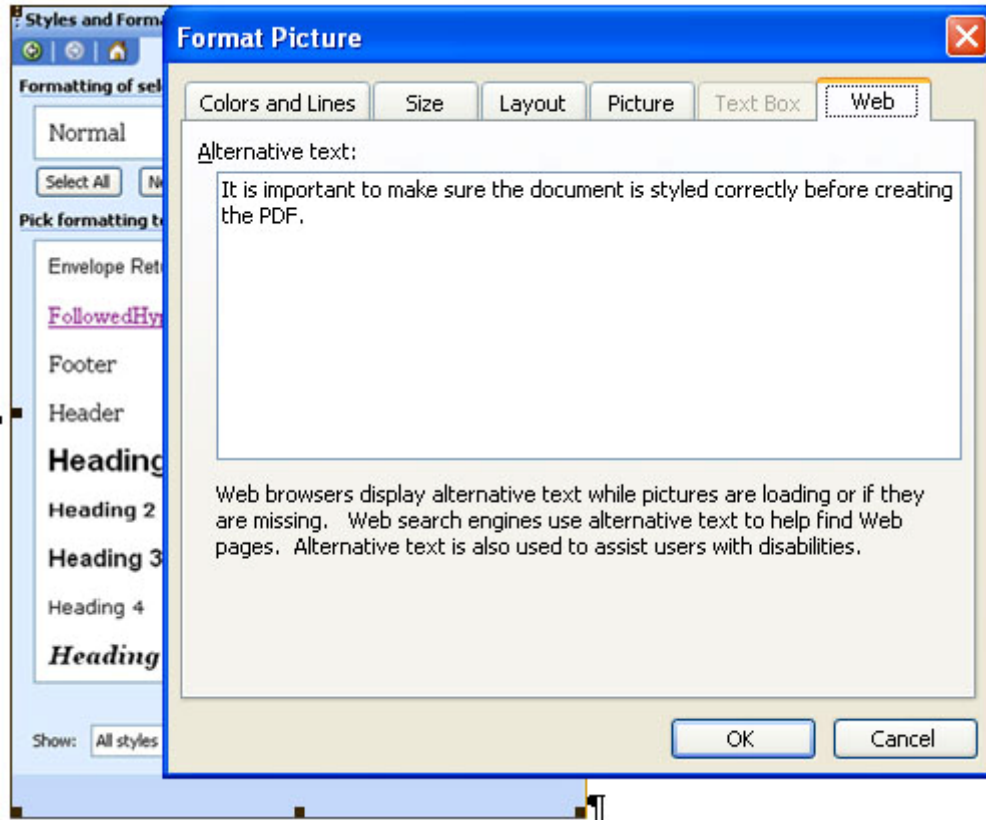 Styles and Forma
Formatting of sel
Normal
Select All Ne
Pick formatting t
Envelope Ret
FollowedHyp
Footer
Header
Heading
Heading 2
Heading 3
Heading 4
Heading
Show: All styles
Format Picture
Colors and Lines Size Layout Picture Text Box Web
Alternative text:
It is important to make sure the document is styled correctly before creating
the PDF.
Web browsers display alternative text while pictures are loading or if they
are missing. Web search engines use alternative text to help find Web
pages. Alternative text is also used to assist users with disabilities.
OK Cancel
¶